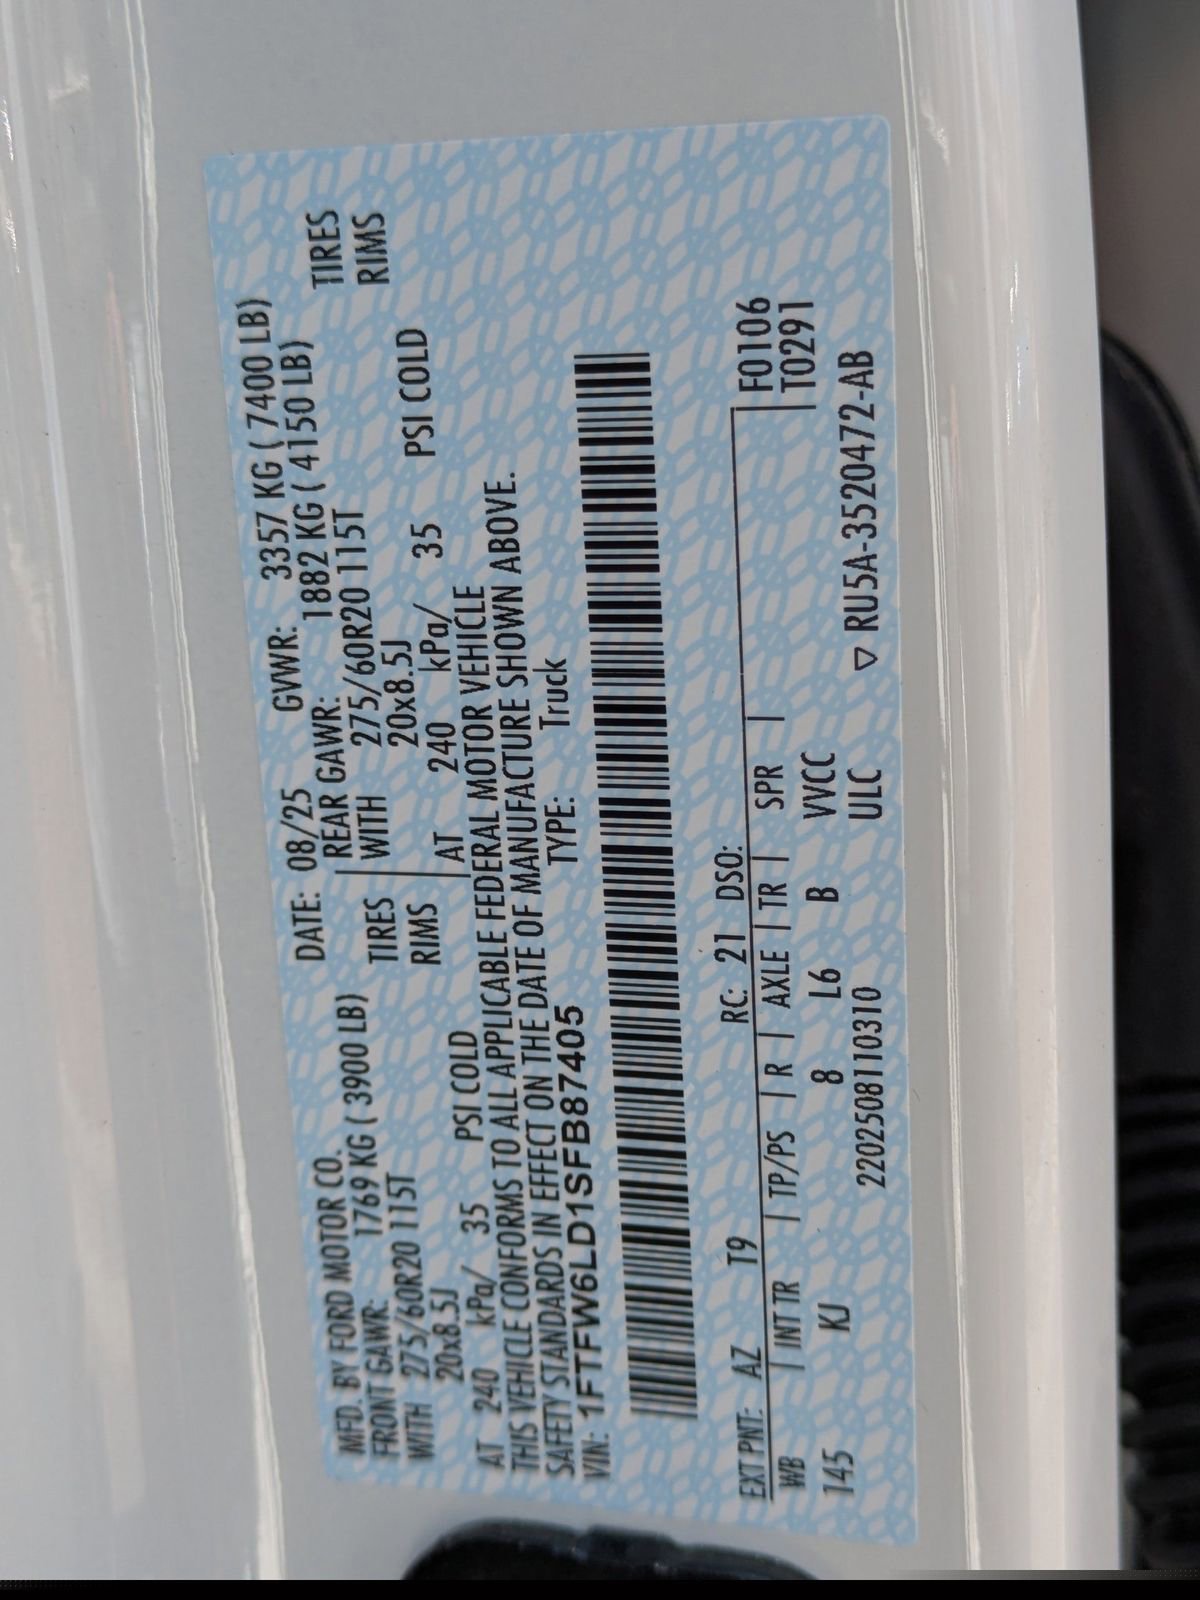 MFD. BY FORD MOTOR CO. DATE: 08/25 GVWR: 3357 KG ( 7400 LB)
FRONT GAWR: 1769 KG ( 3900 LB) REAR GAWR: 1882 KG ( 4150 LB)
WITH 275/60R20 115T TIRES WITH 275/60R20 115T TIRES
20x8.5J RIMS 20x8.5J RIMS
AT 240 kPa/ 35 PSI COLD AT 240 kPa/ 35 PSI COLD
THIS VEHICLE CONFORMS TO ALL APPLICABLE FEDERAL MOTOR VEHICLE
SAFETY STANDARDS IN EFFECT ON THE DATE OF MANUFACTURE SHOWN ABOVE.
VIN: 1FTFW6LD1SFB87405 TYPE: Truck
EXT PNT: AZ T9 RC: 21 DSO: F0106
WB | INT TR | TP/PS | R | AXLE | TR | SPR | T0291
145 KJ 8 L6 B VVCC
220250811031​0 ULC ▽ RU5A-3520472-AB